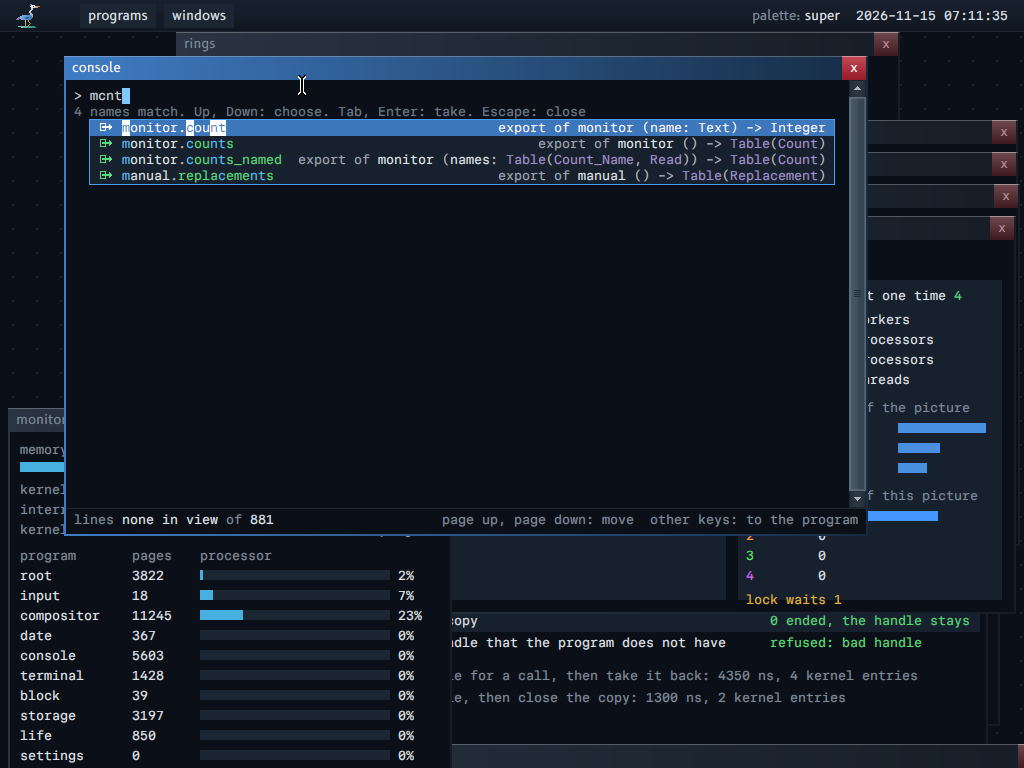 programs windows palette: super 2026-11-15 07:11:35
rings x
console x
> mcnt
4 names match. Up, Down: choose. Tab, Enter: take. Escape: close
monitor.count export of monitor (name: Text) -> Integer
monitor.counts export of monitor () -> Table(Count)
monitor.counts_named export of monitor (names: Table(Count_Name, Read)) -> Table(Count)
manual.replacements export of manual () -> Table(Replacement)
x
x
x
x
t one time 4
rkers
rocessors
rocessors
reads
f the picture
f this picture
lines none in view of 881 page up, page down: move other keys: to the program
monitor
memory
kernel
kernel
program pages processor
root 3822 2%
input 18 7%
compositor 11245 23%
date 367 0%
console 5603 0%
terminal 1428 0%
block 39 0%
storage 3197 0%
life 850 0%
settings 0 0%
2 0
3 0
4 0
lock waits 1
copy 0 ended, the handle stays
dle that the program does not have refused: bad handle
e for a call, then take it back: 4350 ns, 4 kernel entries
e, then close the copy: 1300 ns, 2 kernel entries
x